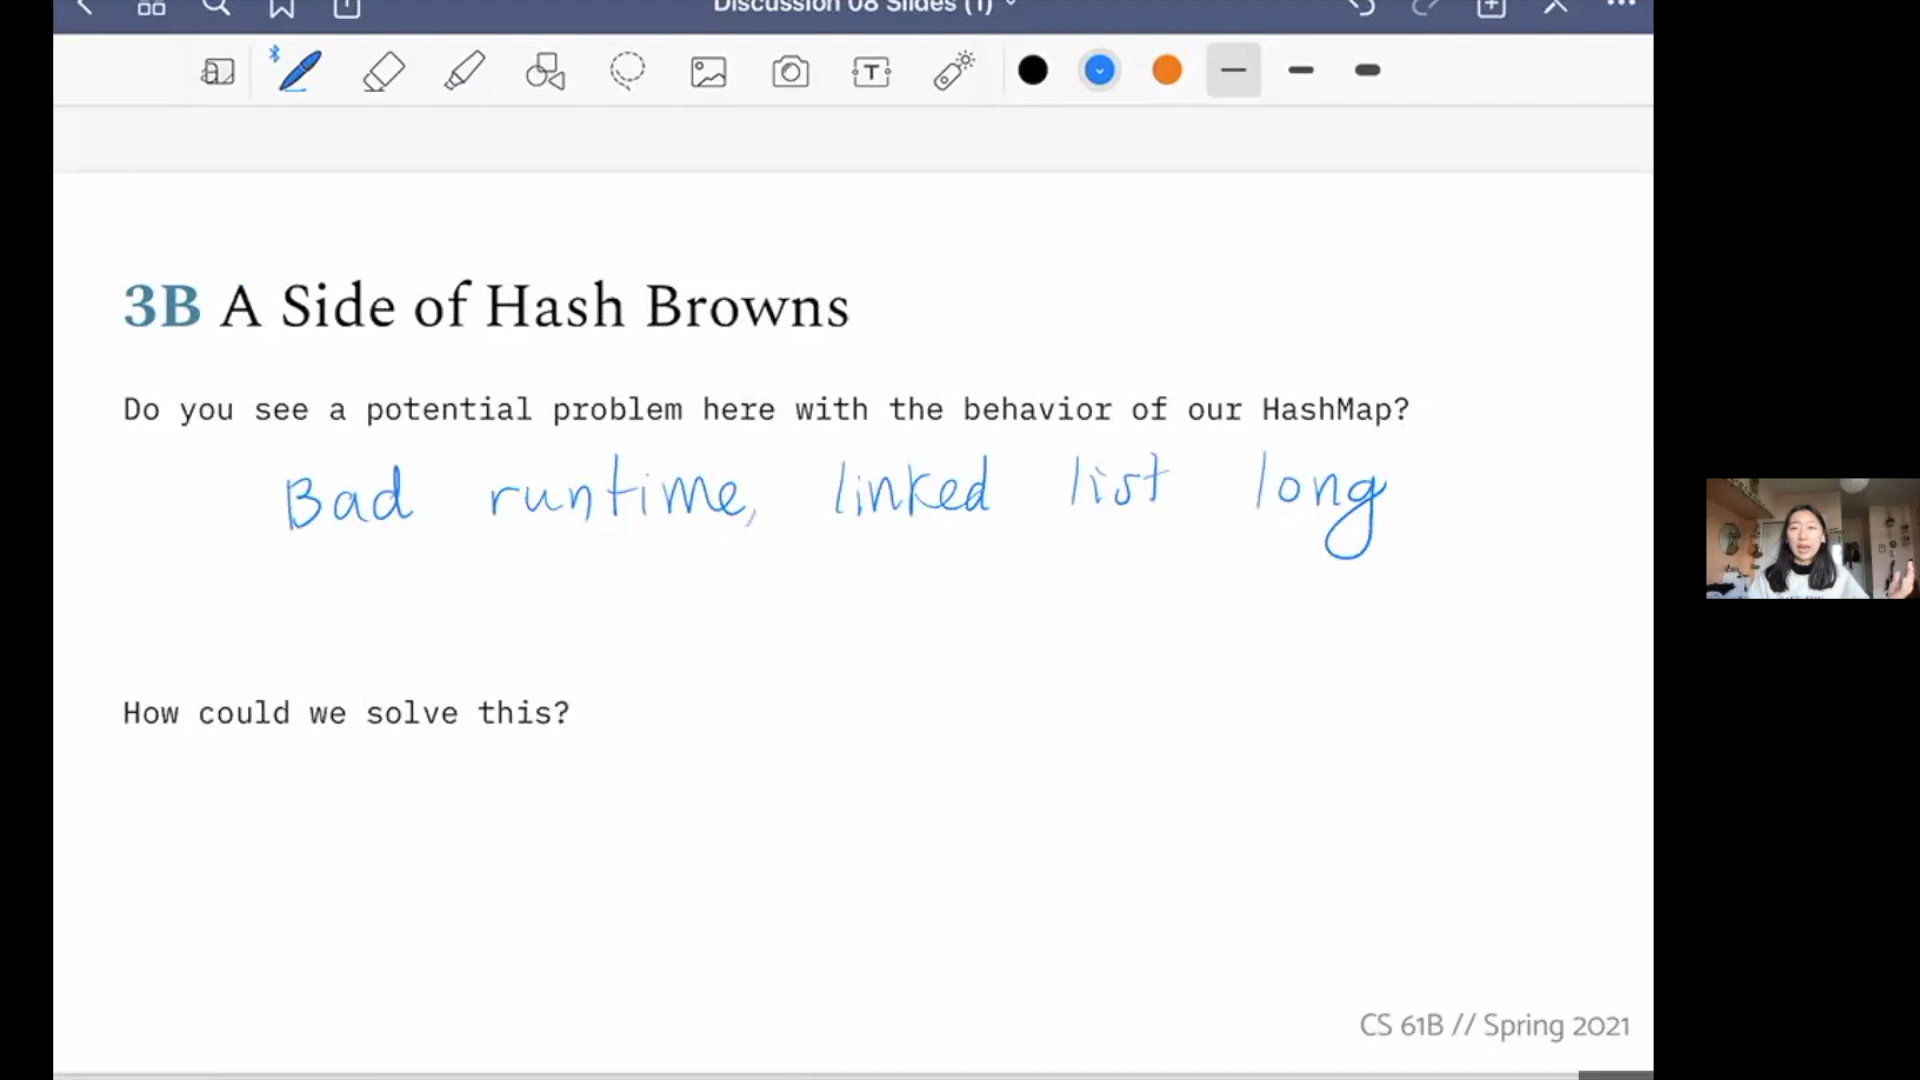 Discussion 08 Slides (1)
T
3B A Side of Hash Browns
Do you see a potential problem here with the behavior of our HashMap?
Bad runtime, linked list long
How could we solve this?
CS 61B // Spring 2021